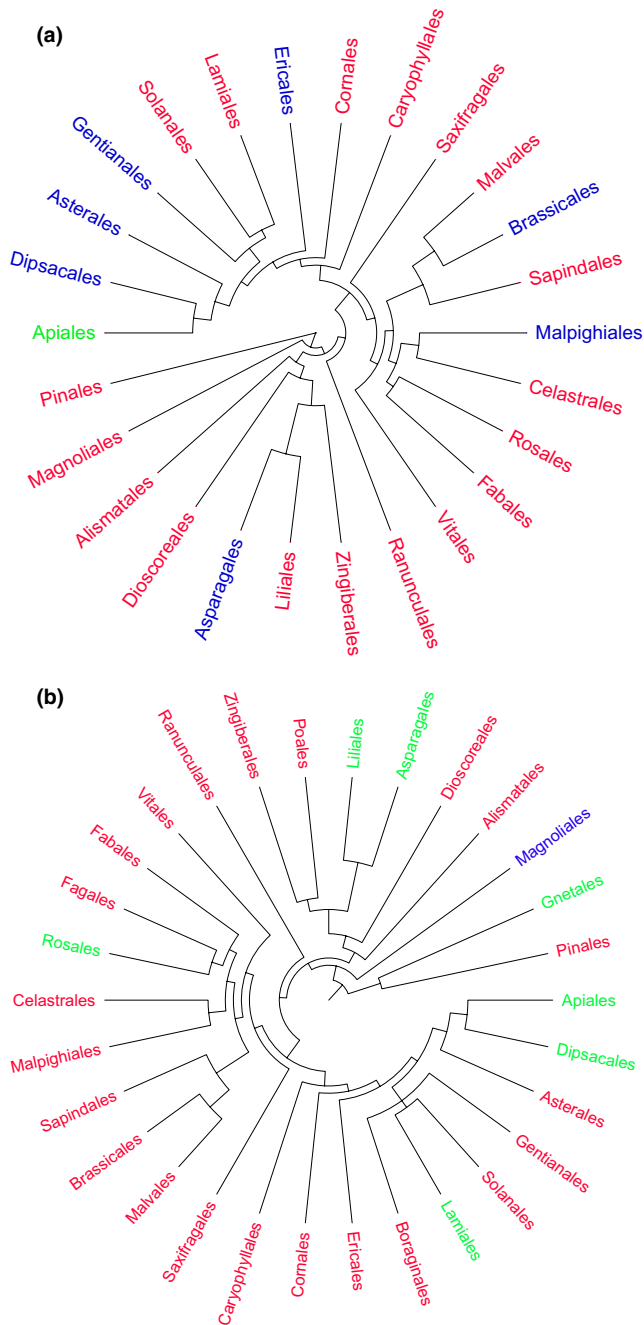 (a)
Ericales
Cornales
Caryophyllales
Saxifragales
Malvales
Brassicales
Sapindales
Malpighiales
Celastrales
Rosales
Fabales
Vitales
Ranunculales
Zingiberales
Liliales
Asparagales
Dioscoreales
Alismatales
Magnoliales
Pinales
Apiales
Dipsacales
Asterales
Gentianales
Solanales
Lamiales
(b)
Liliales
Asparagales
Dioscoreales
Alismatales
Magnoliales
Gnetales
Pinales
Apiales
Dipsacales
Asterales
Gentianales
Solanales
Lamiales
Boraginales
Ericales
Cornales
Caryophyllales
Saxifragales
Malvales
Brassicales
Sapindales
Malpighiales
Celastrales
Rosales
Fagales
Fabales
Vitales
Ranunculales
Zingiberales
Poales